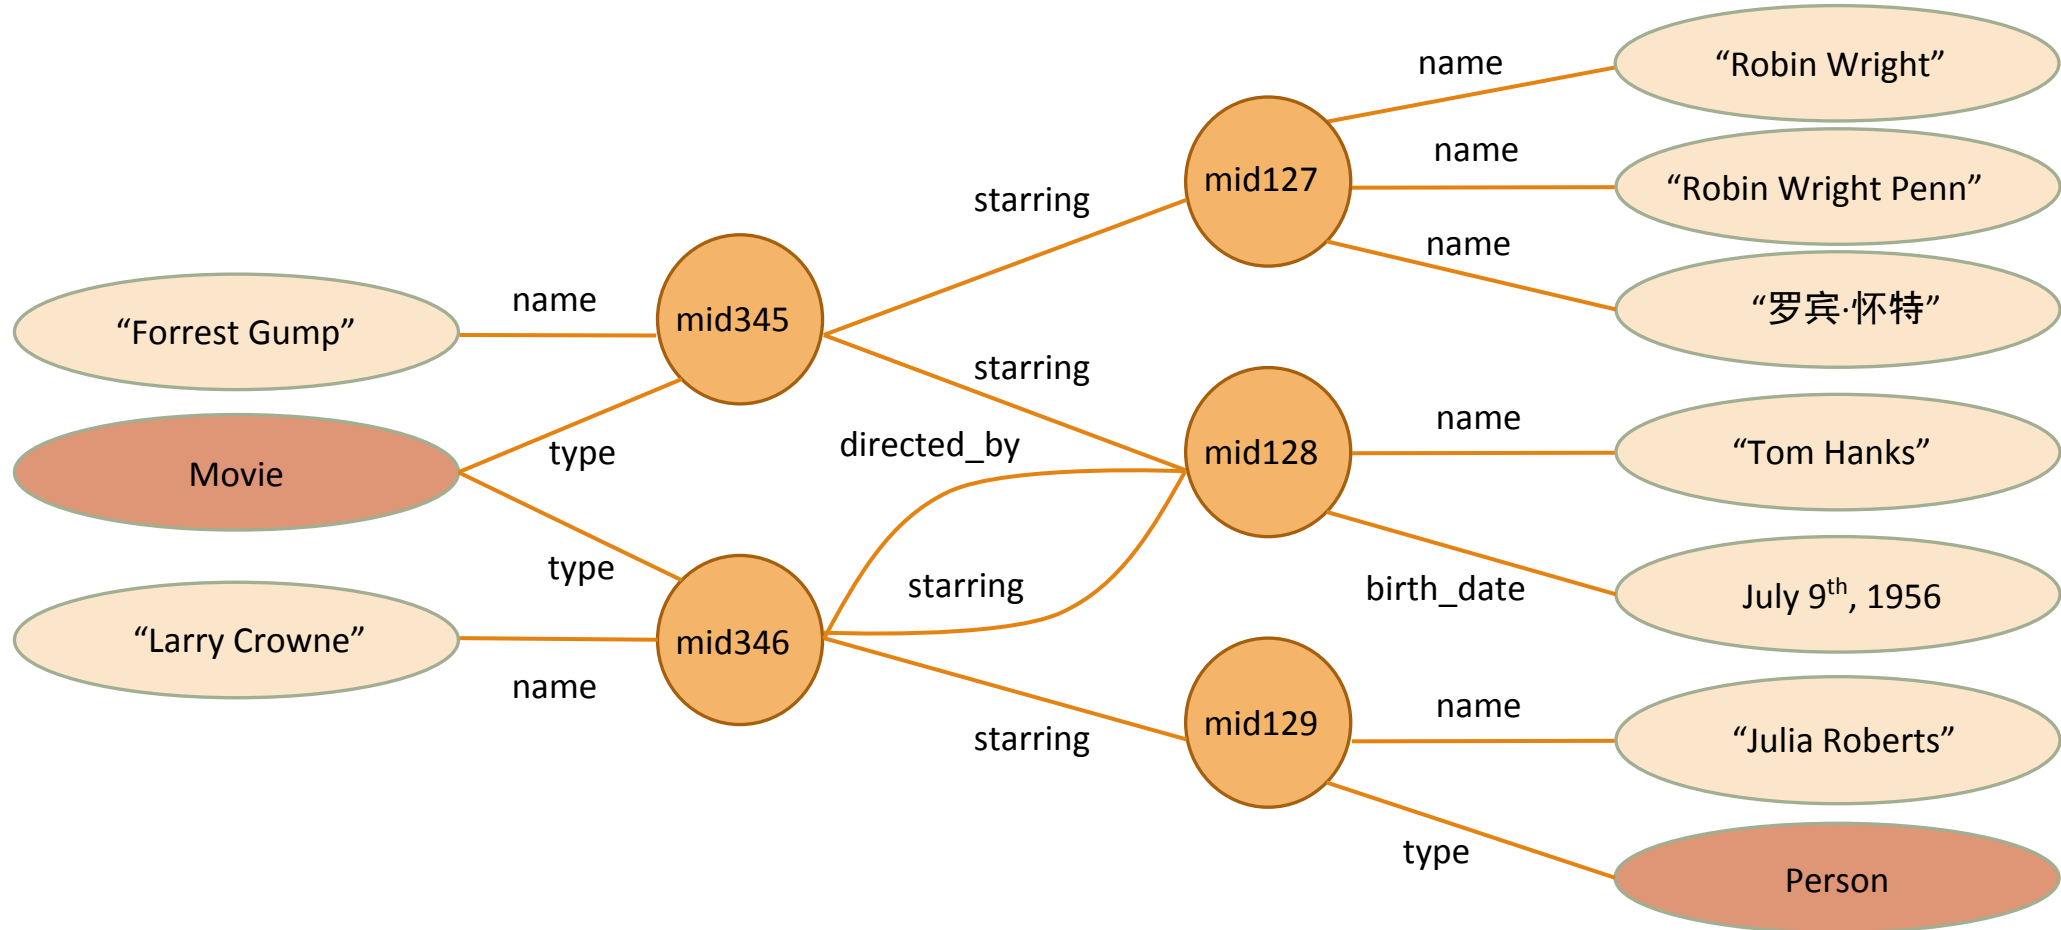 name
“Robin Wright”
name
mid127
“Robin Wright Penn”
starring
name
“罗宾·怀特”
name
mid345
“Forrest Gump”
starring
name
directed_by
mid128
“Tom Hanks”
type
Movie
type
starring
birth_date
July 9th, 1956
“Larry Crowne”
mid346
name
starring
name
mid129
“Julia Roberts”
type
Person